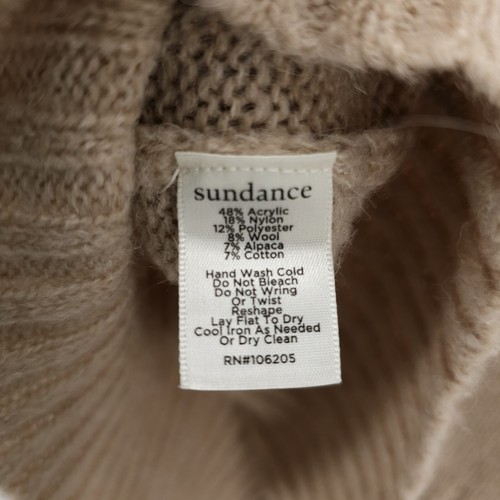 sundance
48% Acrylic
18% Nylon
12% Polyester
8% Wool
7% Alpaca
7% Cotton
Hand Wash Cold
Do Not Bleach
Do Not Wring
Or Twist
Reshape
Lay Flat To Dry
Cool Iron As Needed
Or Dry Clean
RN#106205